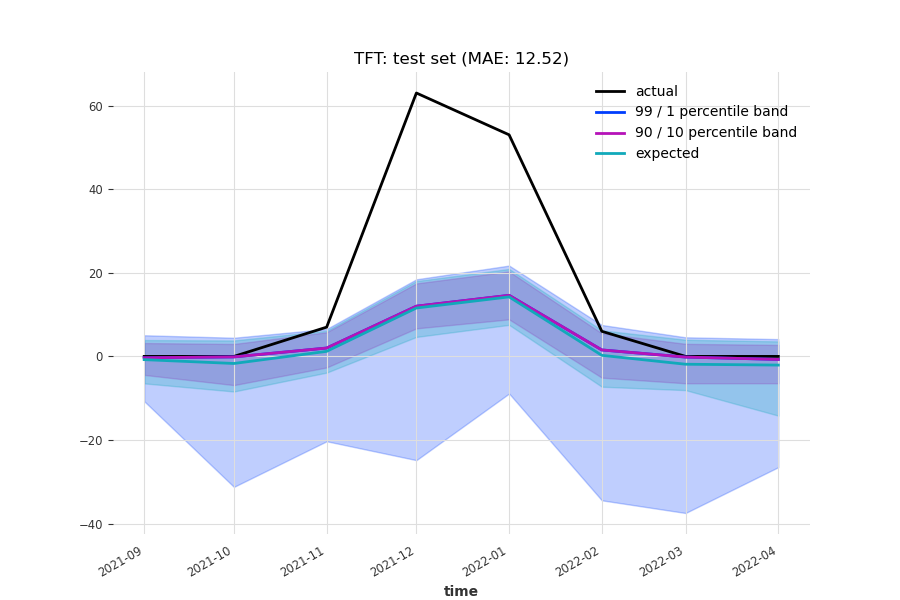 TFT: test set (MAE: 12.52)
actual
99 / 1 percentile band
90 / 10 percentile band
expected
60
40
20
0
−20
−40
2021-09
2021-10
2021-11
2021-12
2022-01
2022-02
2022-03
2022-04
time